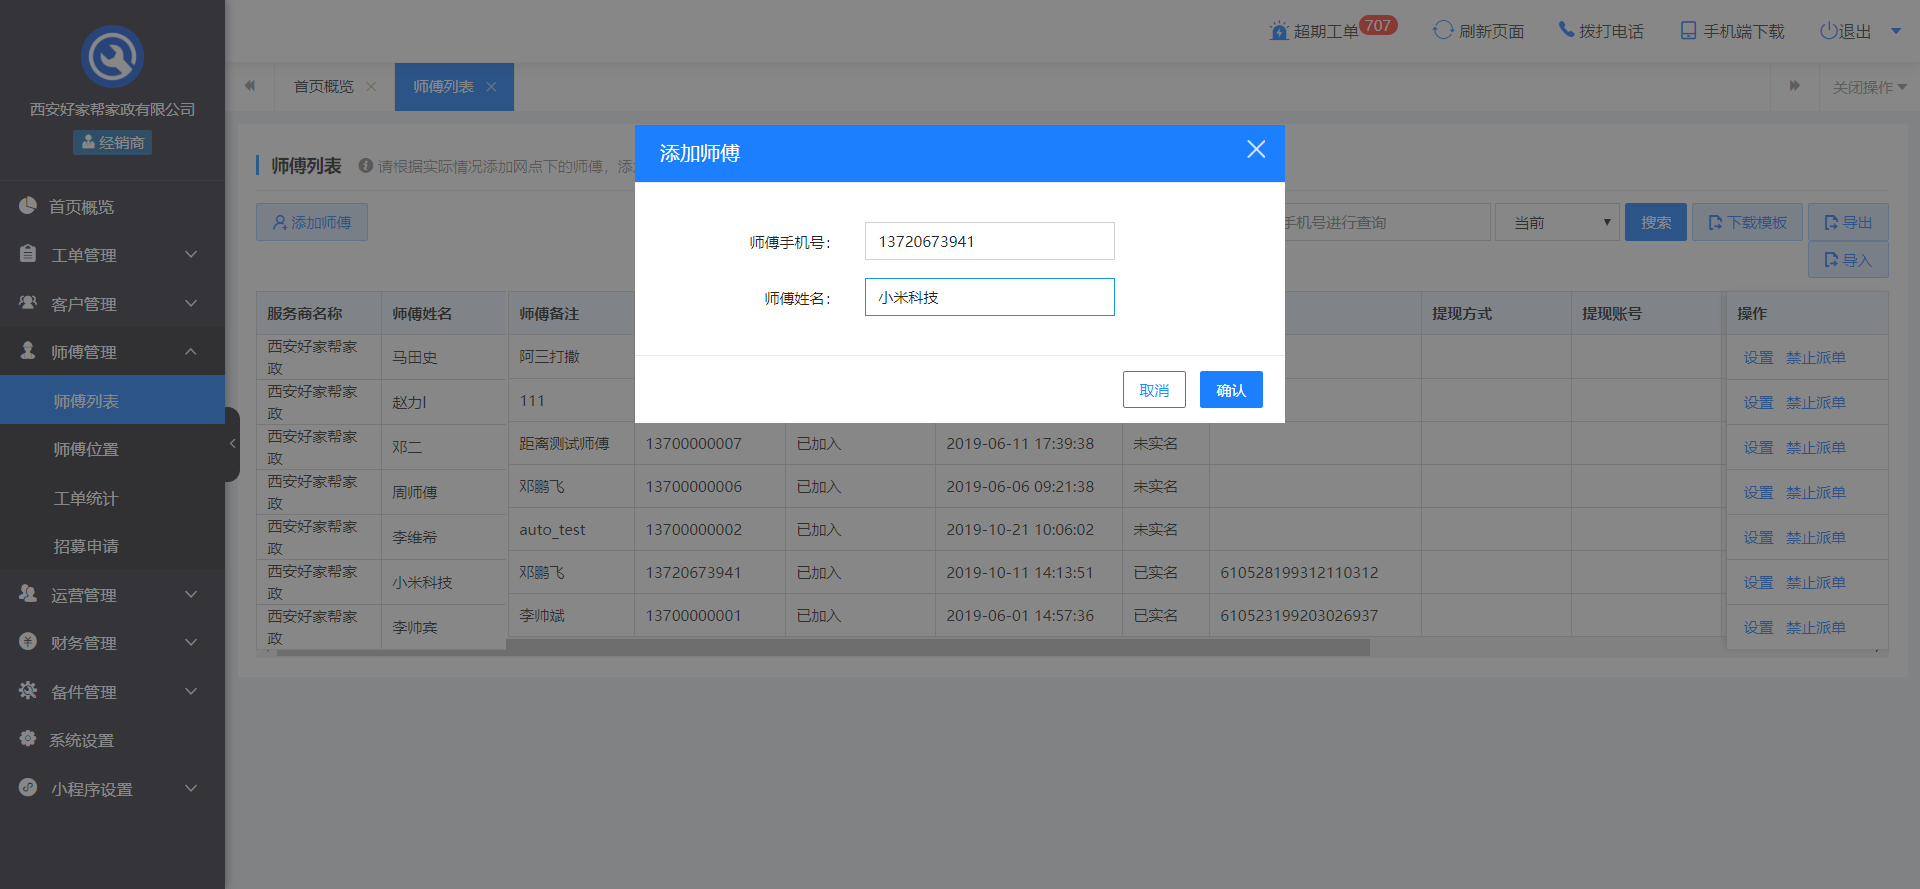 超期工单 707 刷新页面 拨打电话 手机端下载 退出
西安好家帮家政有限公司
经销商
首页概览
工单管理
客户管理
师傅管理
师傅列表
师傅位置
工单统计
招募申请
运营管理
财务管理
备件管理
系统设置
小程序设置
首页概览 师傅列表 关闭操作
师傅列表 请根据实际情况添加网点下的师傅，
添加师傅 手机号进行查询 当前 搜索 下载模板 导出
导入
添加师傅
师傅手机号： 13720673941
师傅姓名： 小米科技
取消 确认
服务商名称 师傅姓名 师傅备注 提现方式 提现账号 操作
西安好家帮家政 马田史 阿三打撒 设置 禁止派单
西安好家帮家政 赵力l 111 设置 禁止派单
西安好家帮家政 邓二 距离测试师傅 13700000007 已加入 2019-06-11 17:39:38 未实名 设置 禁止派单
西安好家帮家政 周师傅 邓鹏飞 13700000006 已加入 2019-06-06 09:21:38 未实名 设置 禁止派单
西安好家帮家政 李维希 auto_test 13700000002 已加入 2019-10-21 10:06:02 未实名 设置 禁止派单
西安好家帮家政 小米科技 邓鹏飞 13720673941 已加入 2019-10-11 14:13:51 已实名 610528199312110312 设置 禁止派单
西安好家帮家政 李帅宾 李帅斌 13700000001 已加入 2019-06-01 14:57:36 已实名 610523199203026937 设置 禁止派单